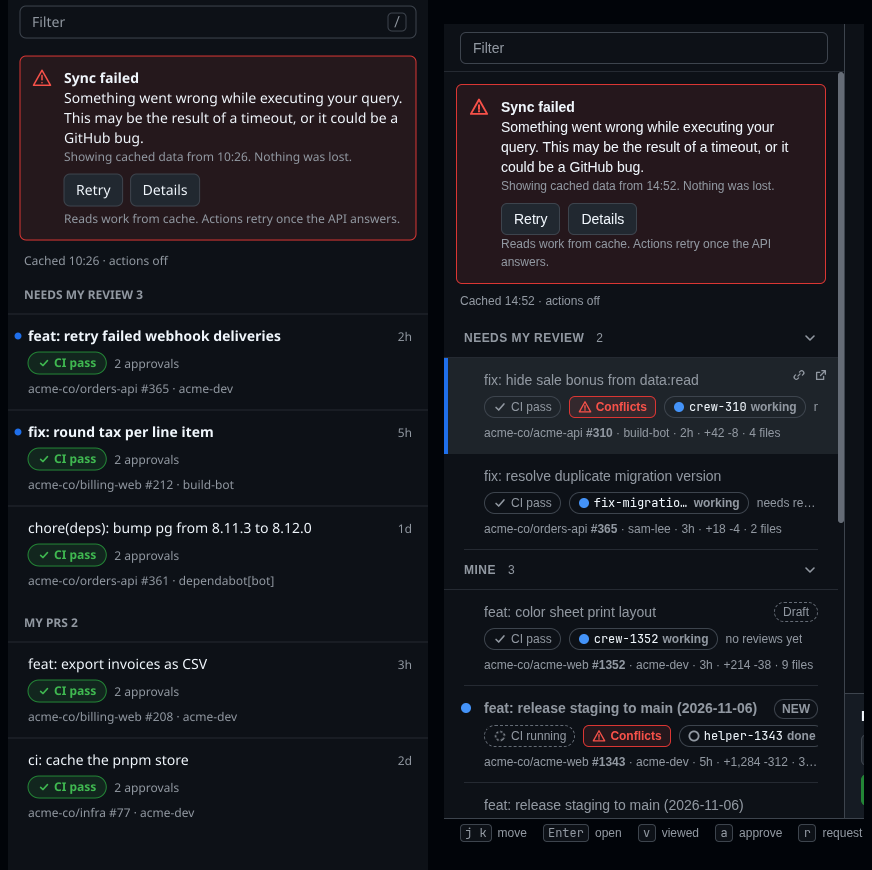 Filter /
Sync failed
Something went wrong while executing your query.
This may be the result of a timeout, or it could be a
GitHub bug.
Showing cached data from 10:26. Nothing was lost.
Retry Details
Reads work from cache. Actions retry once the API answers.
Cached 10:26 · actions off
NEEDS MY REVIEW 3
feat: retry failed webhook deliveries 2h
CI pass 2 approvals
acme-co/orders-api #365 · acme-dev
fix: round tax per line item 5h
CI pass 2 approvals
acme-co/billing-web #212 · build-bot
chore(deps): bump pg from 8.11.3 to 8.12.0 1d
CI pass 2 approvals
acme-co/orders-api #361 · dependabot[bot]
MY PRS 2
feat: export invoices as CSV 3h
CI pass 2 approvals
acme-co/billing-web #208 · acme-dev
ci: cache the pnpm store 2d
CI pass 2 approvals
acme-co/infra #77 · acme-dev
Filter
Sync failed
Something went wrong while executing your
query. This may be the result of a timeout, or it
could be a GitHub bug.
Showing cached data from 14:52. Nothing was lost.
Retry Details
Reads work from cache. Actions retry once the API
answers.
Cached 14:52 · actions off
NEEDS MY REVIEW 2
fix: hide sale bonus from data:read
CI pass Conflicts crew-310 working r
acme-co/acme-api #310 · build-bot · 2h · +42 -8 · 4 files
fix: resolve duplicate migration version
CI pass fix-migratio… working needs re…
acme-co/orders-api #365 · sam-lee · 3h · +18 -4 · 2 files
MINE 3
feat: color sheet print layout Draft
CI pass crew-1352 working no reviews yet
acme-co/acme-web #1352 · acme-dev · 3h · +214 -38 · 9 files
feat: release staging to main (2026-11-06) NEW
CI running Conflicts helper-1343 done
acme-co/acme-web #1343 · acme-dev · 5h · +1,284 -312 · 3…
feat: release staging to main (2026-11-06)
j k move Enter open v viewed a approve r request